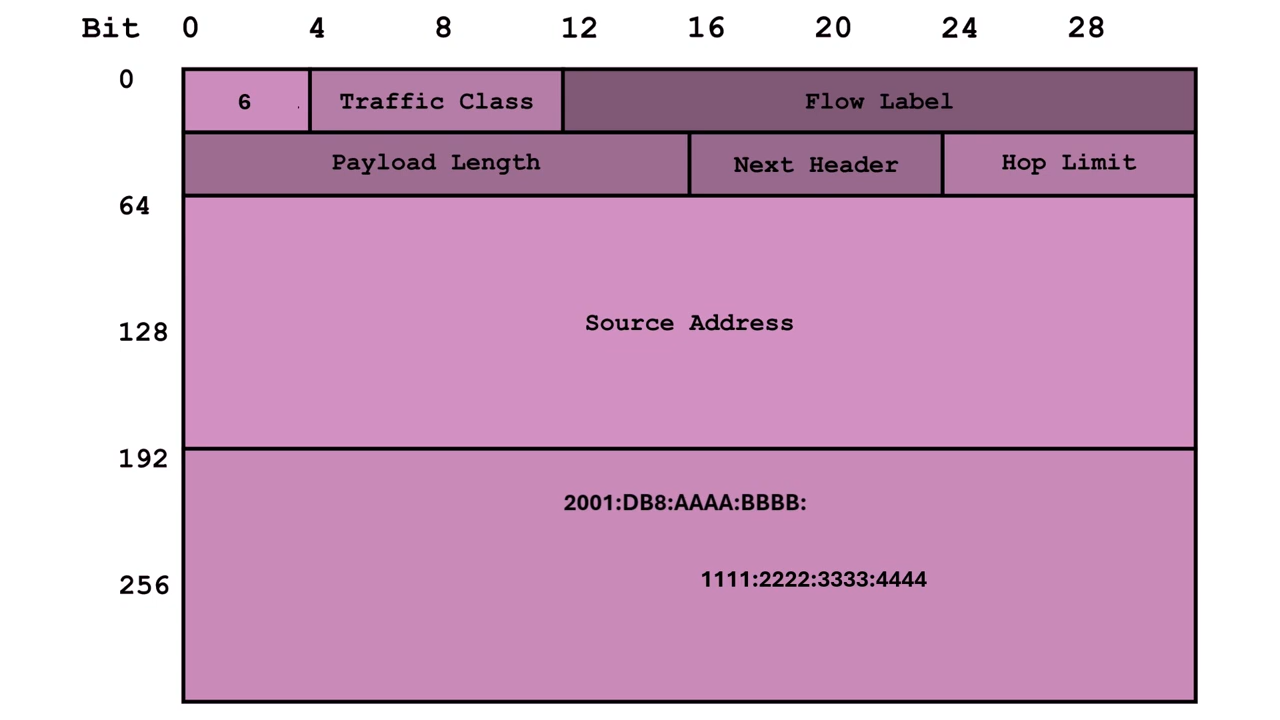 Bit 0 4 8 12 16 20 24 28
0
6 Traffic Class Flow Label
Payload Length Next Header Hop Limit
64
Source Address
128
192
2001:DB8:AAAA:BBBB:
1111:2222:3333:4444
256